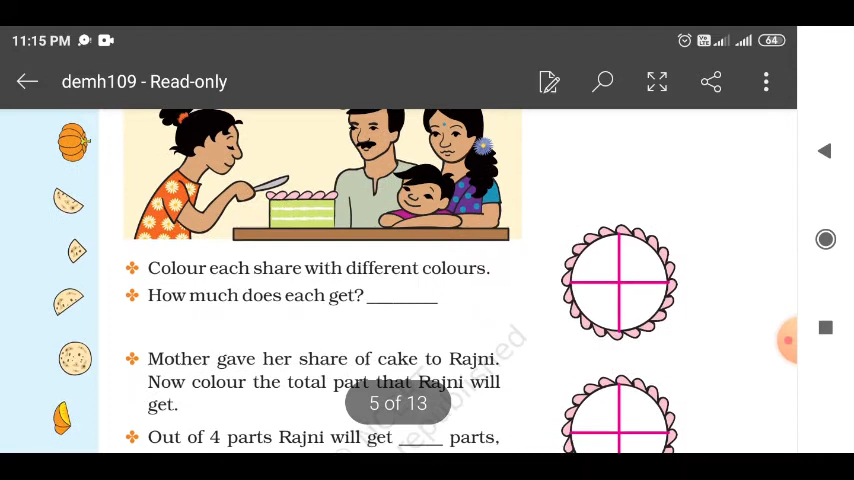 11:15 PM
64
demh109 - Read-only
Colour each share with different colours.
How much does each get? ________
Mother gave her share of cake to Rajni.
Now colour the total part that Rajni will
get.
5 of 13
Out of 4 parts Rajni will get _____ parts,
republished